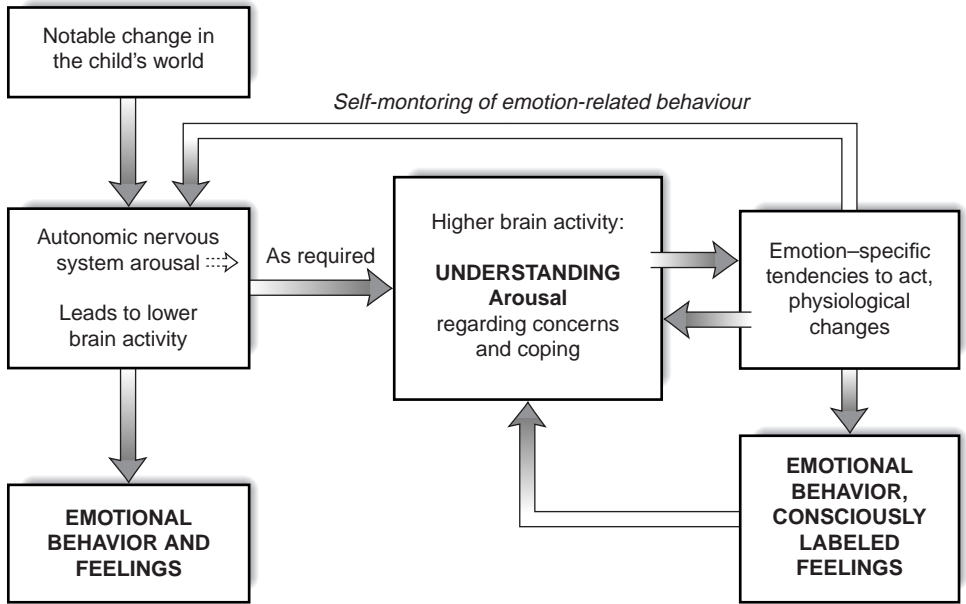 Notable change in
the child's world
Self-montoring of emotion-related behaviour
Autonomic nervous
system arousal
Leads to lower
brain activity
As required
Higher brain activity:
UNDERSTANDING
Arousal
regarding concerns
and coping
Emotion–specific
tendencies to act,
physiological
changes
EMOTIONAL
BEHAVIOR AND
FEELINGS
EMOTIONAL
BEHAVIOR,
CONSCIOUSLY
LABELED
FEELINGS